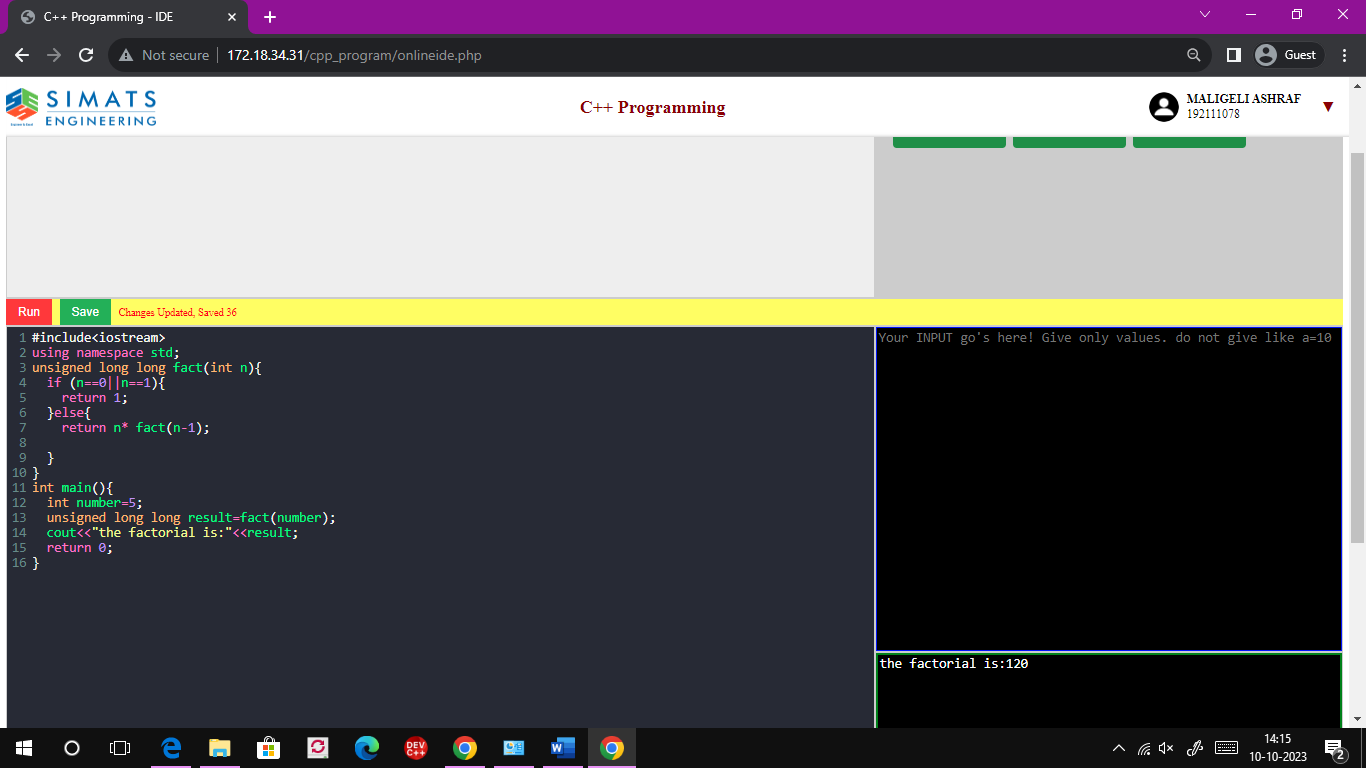 C++ Programming - IDE
Not secure 172.18.34.31/cpp_program/onlineide.php Guest
SIMATS
ENGINEERING
C++ Programming
MALIGELI ASHRAF
192111078
Run Save Changes Updated, Saved 36
1 #include<iostream>
2 using namespace std;
3 unsigned long long fact(int n){
4   if (n==0||n==1){
5     return 1;
6   }else{
7     return n* fact(n-1);
8
9   }
10 }
11 int main(){
12   int number=5;
13   unsigned long long result=fact(number);
14   cout<<"the factorial is:"<<result;
15   return 0;
16 }
Your INPUT go's here! Give only values. do not give like a=10
the factorial is:120
DEV
C++
14:15
10-10-2023
2